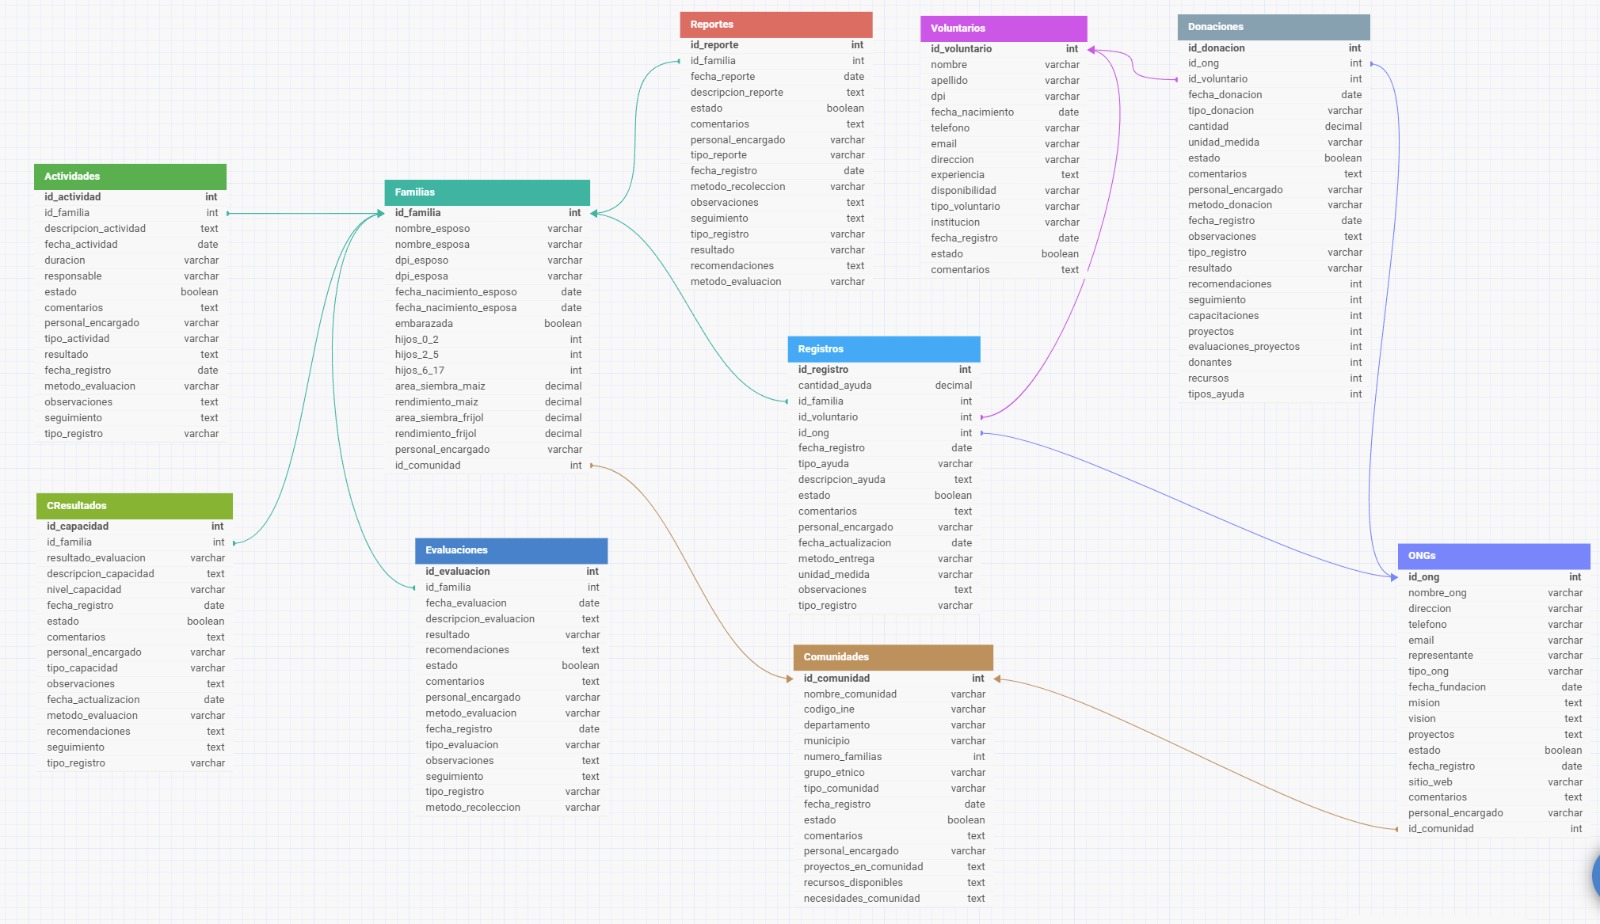 Reportes
id_reporte int
id_familia int
fecha_reporte date
descripcion_reporte text
estado boolean
comentarios text
personal_encargado varchar
tipo_reporte varchar
fecha_registro date
metodo_recoleccion varchar
observaciones text
seguimiento text
tipo_registro varchar
resultado varchar
recomendaciones text
metodo_evaluacion varchar
Voluntarios
id_voluntario int
nombre varchar
apellido varchar
dpi varchar
fecha_nacimiento date
telefono varchar
email varchar
direccion varchar
experiencia text
disponibilidad varchar
tipo_voluntario varchar
institucion varchar
fecha_registro date
estado boolean
comentarios text
Donaciones
id_donacion int
id_ong int
id_voluntario int
fecha_donacion date
tipo_donacion varchar
cantidad decimal
unidad_medida varchar
estado boolean
comentarios text
personal_encargado varchar
metodo_donacion varchar
fecha_registro date
observaciones text
tipo_registro varchar
resultado varchar
recomendaciones int
seguimiento int
capacitaciones int
proyectos int
evaluaciones_proyectos int
donantes int
recursos int
tipos_ayuda int
Actividades
id_actividad int
id_familia int
descripcion_actividad text
fecha_actividad date
duracion varchar
responsable varchar
estado boolean
comentarios text
personal_encargado varchar
tipo_actividad varchar
resultado text
fecha_registro date
metodo_evaluacion varchar
observaciones text
seguimiento text
tipo_registro varchar
Familias
id_familia int
nombre_esposo varchar
nombre_esposa varchar
dpi_esposo varchar
dpi_esposa varchar
fecha_nacimiento_esposo date
fecha_nacimiento_esposa date
embarazada boolean
hijos_0_2 int
hijos_2_5 int
hijos_6_17 int
area_siembra_maiz decimal
rendimiento_maiz decimal
area_siembra_frijol decimal
rendimiento_frijol decimal
personal_encargado varchar
id_comunidad int
Registros
id_registro int
cantidad_ayuda decimal
id_familia int
id_voluntario int
id_ong int
fecha_registro date
tipo_ayuda varchar
descripcion_ayuda text
estado boolean
comentarios text
personal_encargado varchar
fecha_actualizacion date
metodo_entrega varchar
unidad_medida varchar
observaciones text
tipo_registro varchar
CResultados
id_capacidad int
id_familia int
resultado_evaluacion varchar
descripcion_capacidad text
nivel_capacidad varchar
fecha_registro date
estado boolean
comentarios text
personal_encargado varchar
tipo_capacidad varchar
observaciones text
fecha_actualizacion date
metodo_evaluacion varchar
recomendaciones text
seguimiento text
tipo_registro varchar
Evaluaciones
id_evaluacion int
id_familia int
fecha_evaluacion date
descripcion_evaluacion text
resultado varchar
recomendaciones text
estado boolean
comentarios text
personal_encargado varchar
metodo_evaluacion varchar
fecha_registro date
tipo_evaluacion varchar
observaciones text
seguimiento text
tipo_registro varchar
metodo_recoleccion varchar
Comunidades
id_comunidad int
nombre_comunidad varchar
codigo_ine varchar
departamento varchar
municipio varchar
numero_familias int
grupo_etnico varchar
tipo_comunidad varchar
fecha_registro date
estado boolean
comentarios text
personal_encargado varchar
proyectos_en_comunidad text
recursos_disponibles text
necesidades_comunidad text
ONGs
id_ong int
nombre_ong varchar
direccion varchar
telefono varchar
email varchar
representante varchar
tipo_ong varchar
fecha_fundacion date
mision text
vision text
proyectos text
estado boolean
fecha_registro date
sitio_web varchar
comentarios text
personal_encargado varchar
id_comunidad int